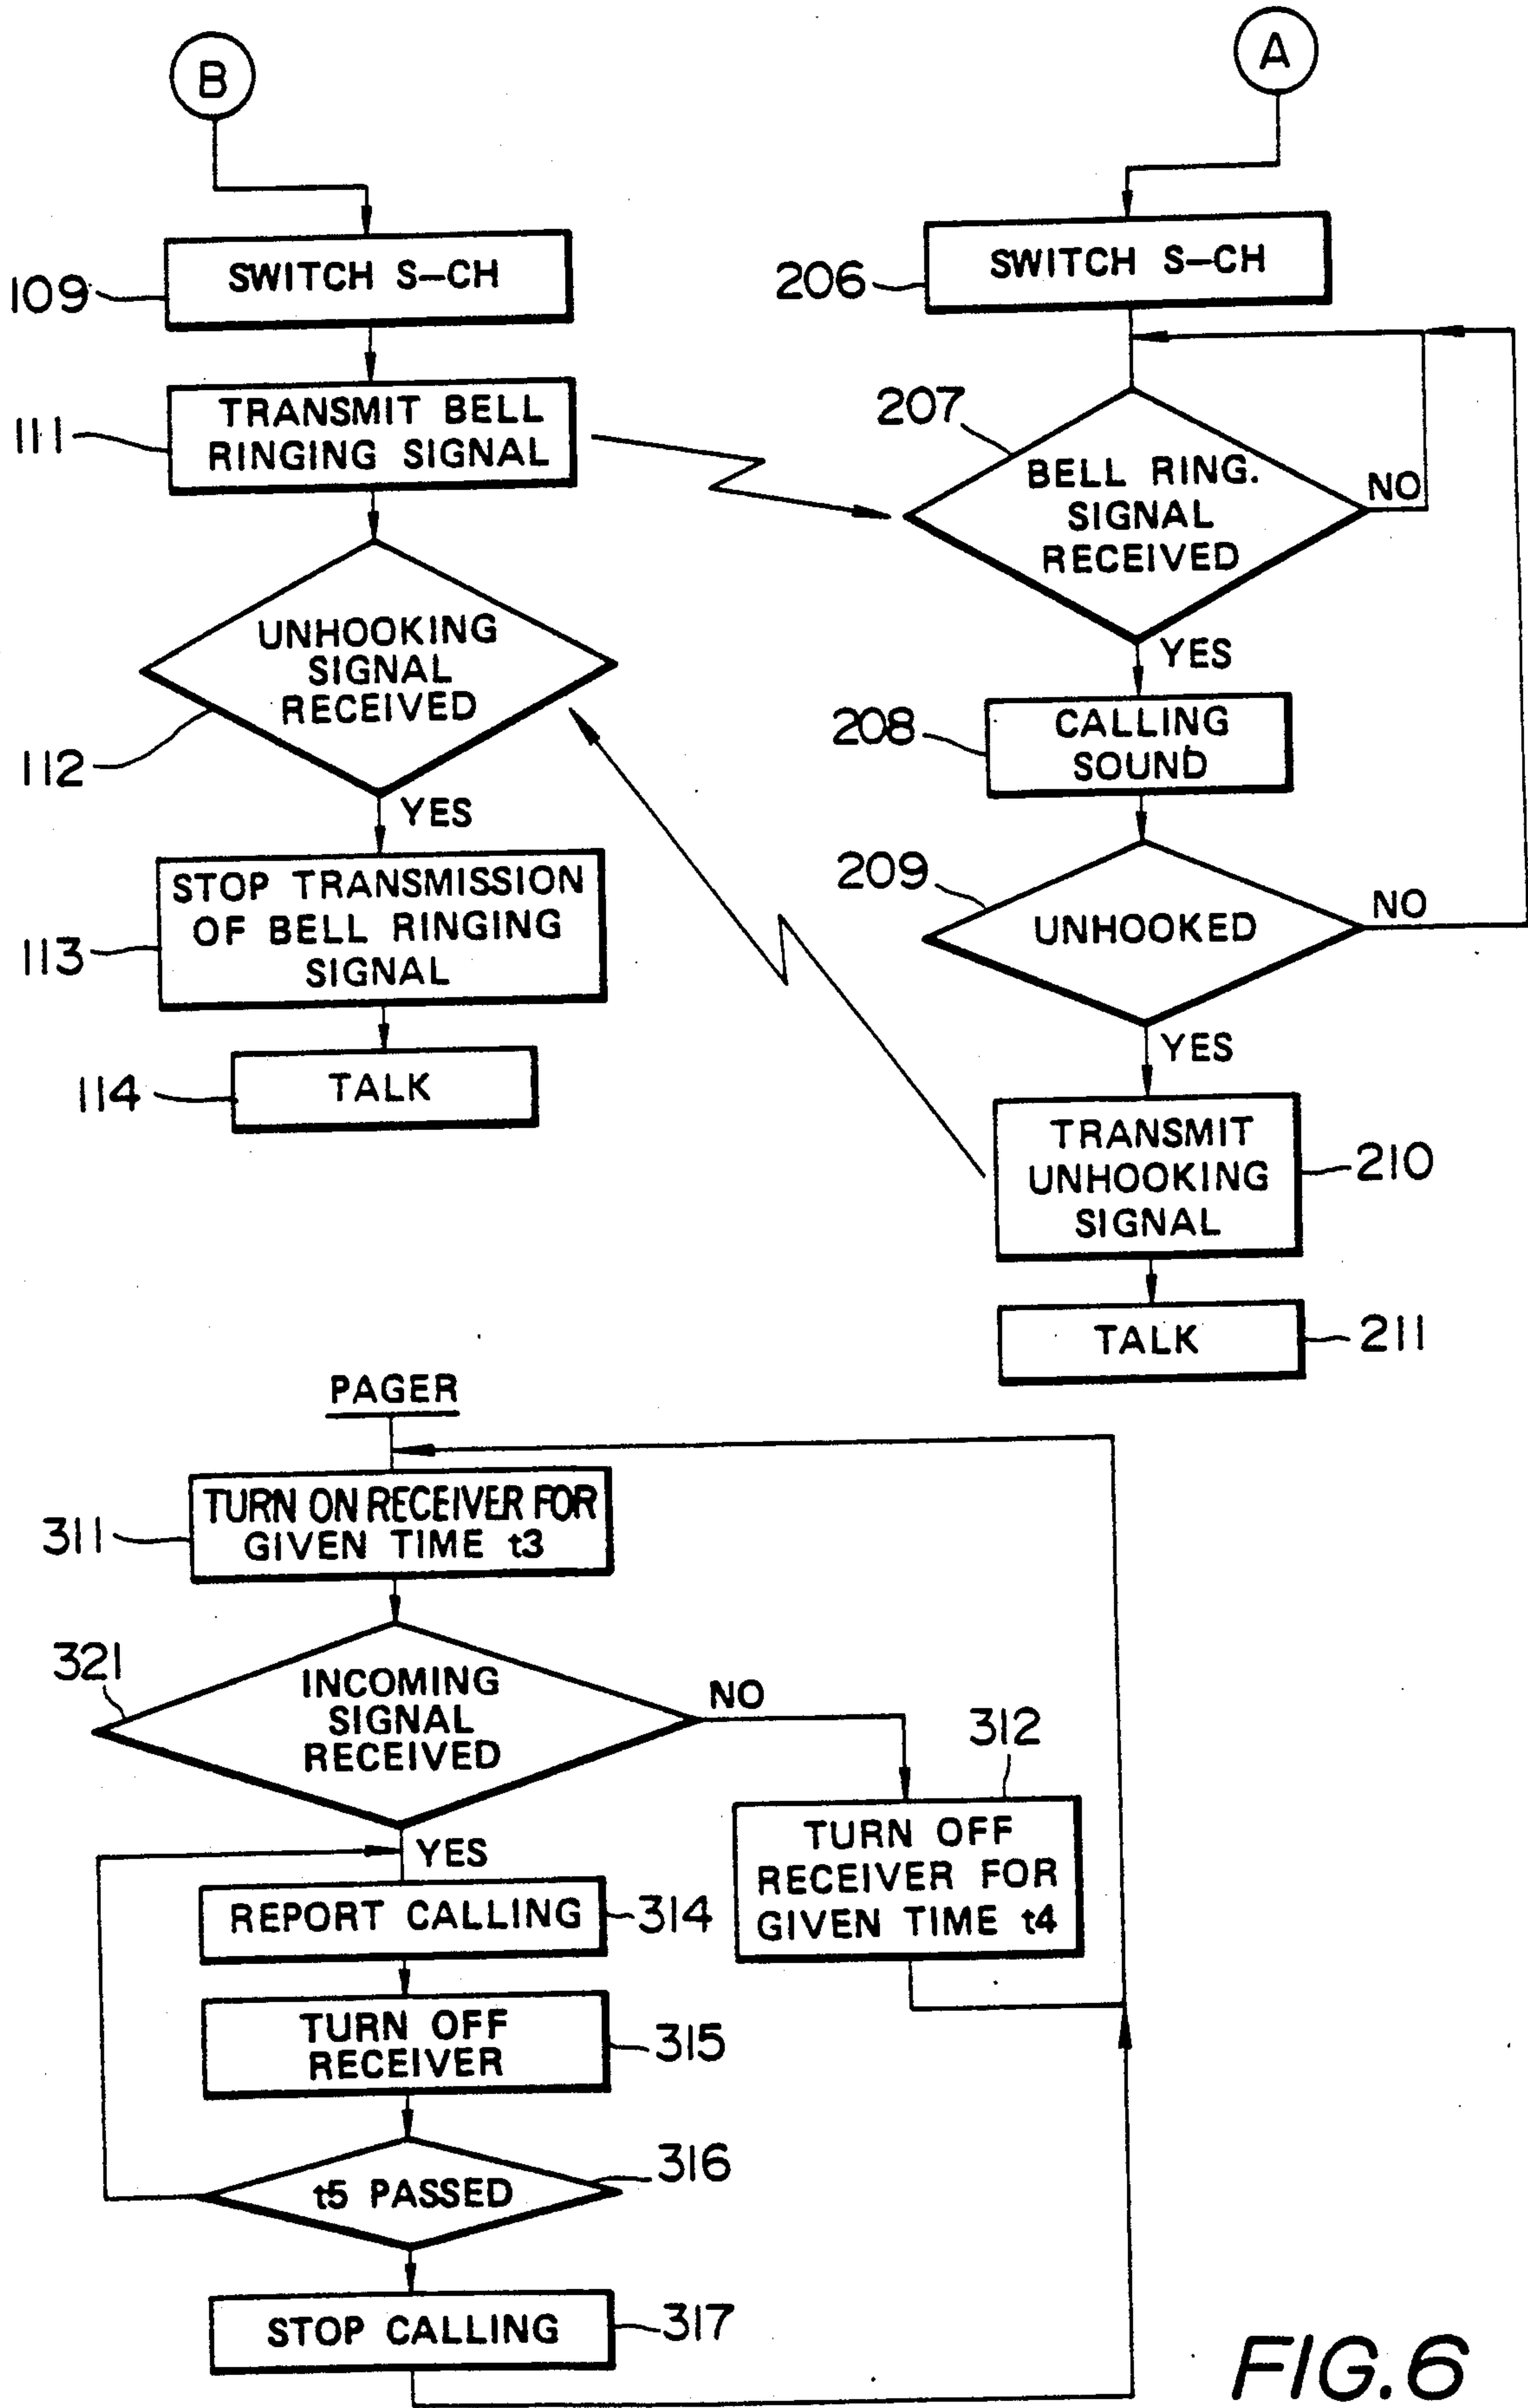 B
SWITCH S-CH
109
TRANSMIT BELL
RINGING SIGNAL
111
UNHOOKING
SIGNAL
RECEIVED
112
YES
STOP TRANSMISSION
OF BELL RINGING
SIGNAL
113
TALK
114
A
SWITCH S-CH
206
207
BELL RING.
SIGNAL
RECEIVED
NO
YES
CALLING
SOUND
208
209
UNHOOKED
NO
YES
TRANSMIT
UNHOOKING
SIGNAL
210
TALK
211
PAGER
TURN ON RECEIVER FOR
GIVEN TIME t3
311
321
INCOMING
SIGNAL
RECEIVED
NO
312
TURN OFF
RECEIVER FOR
GIVEN TIME t4
YES
REPORT CALLING
314
TURN OFF
RECEIVER
315
t5 PASSED
316
STOP CALLING
317
FIG.6